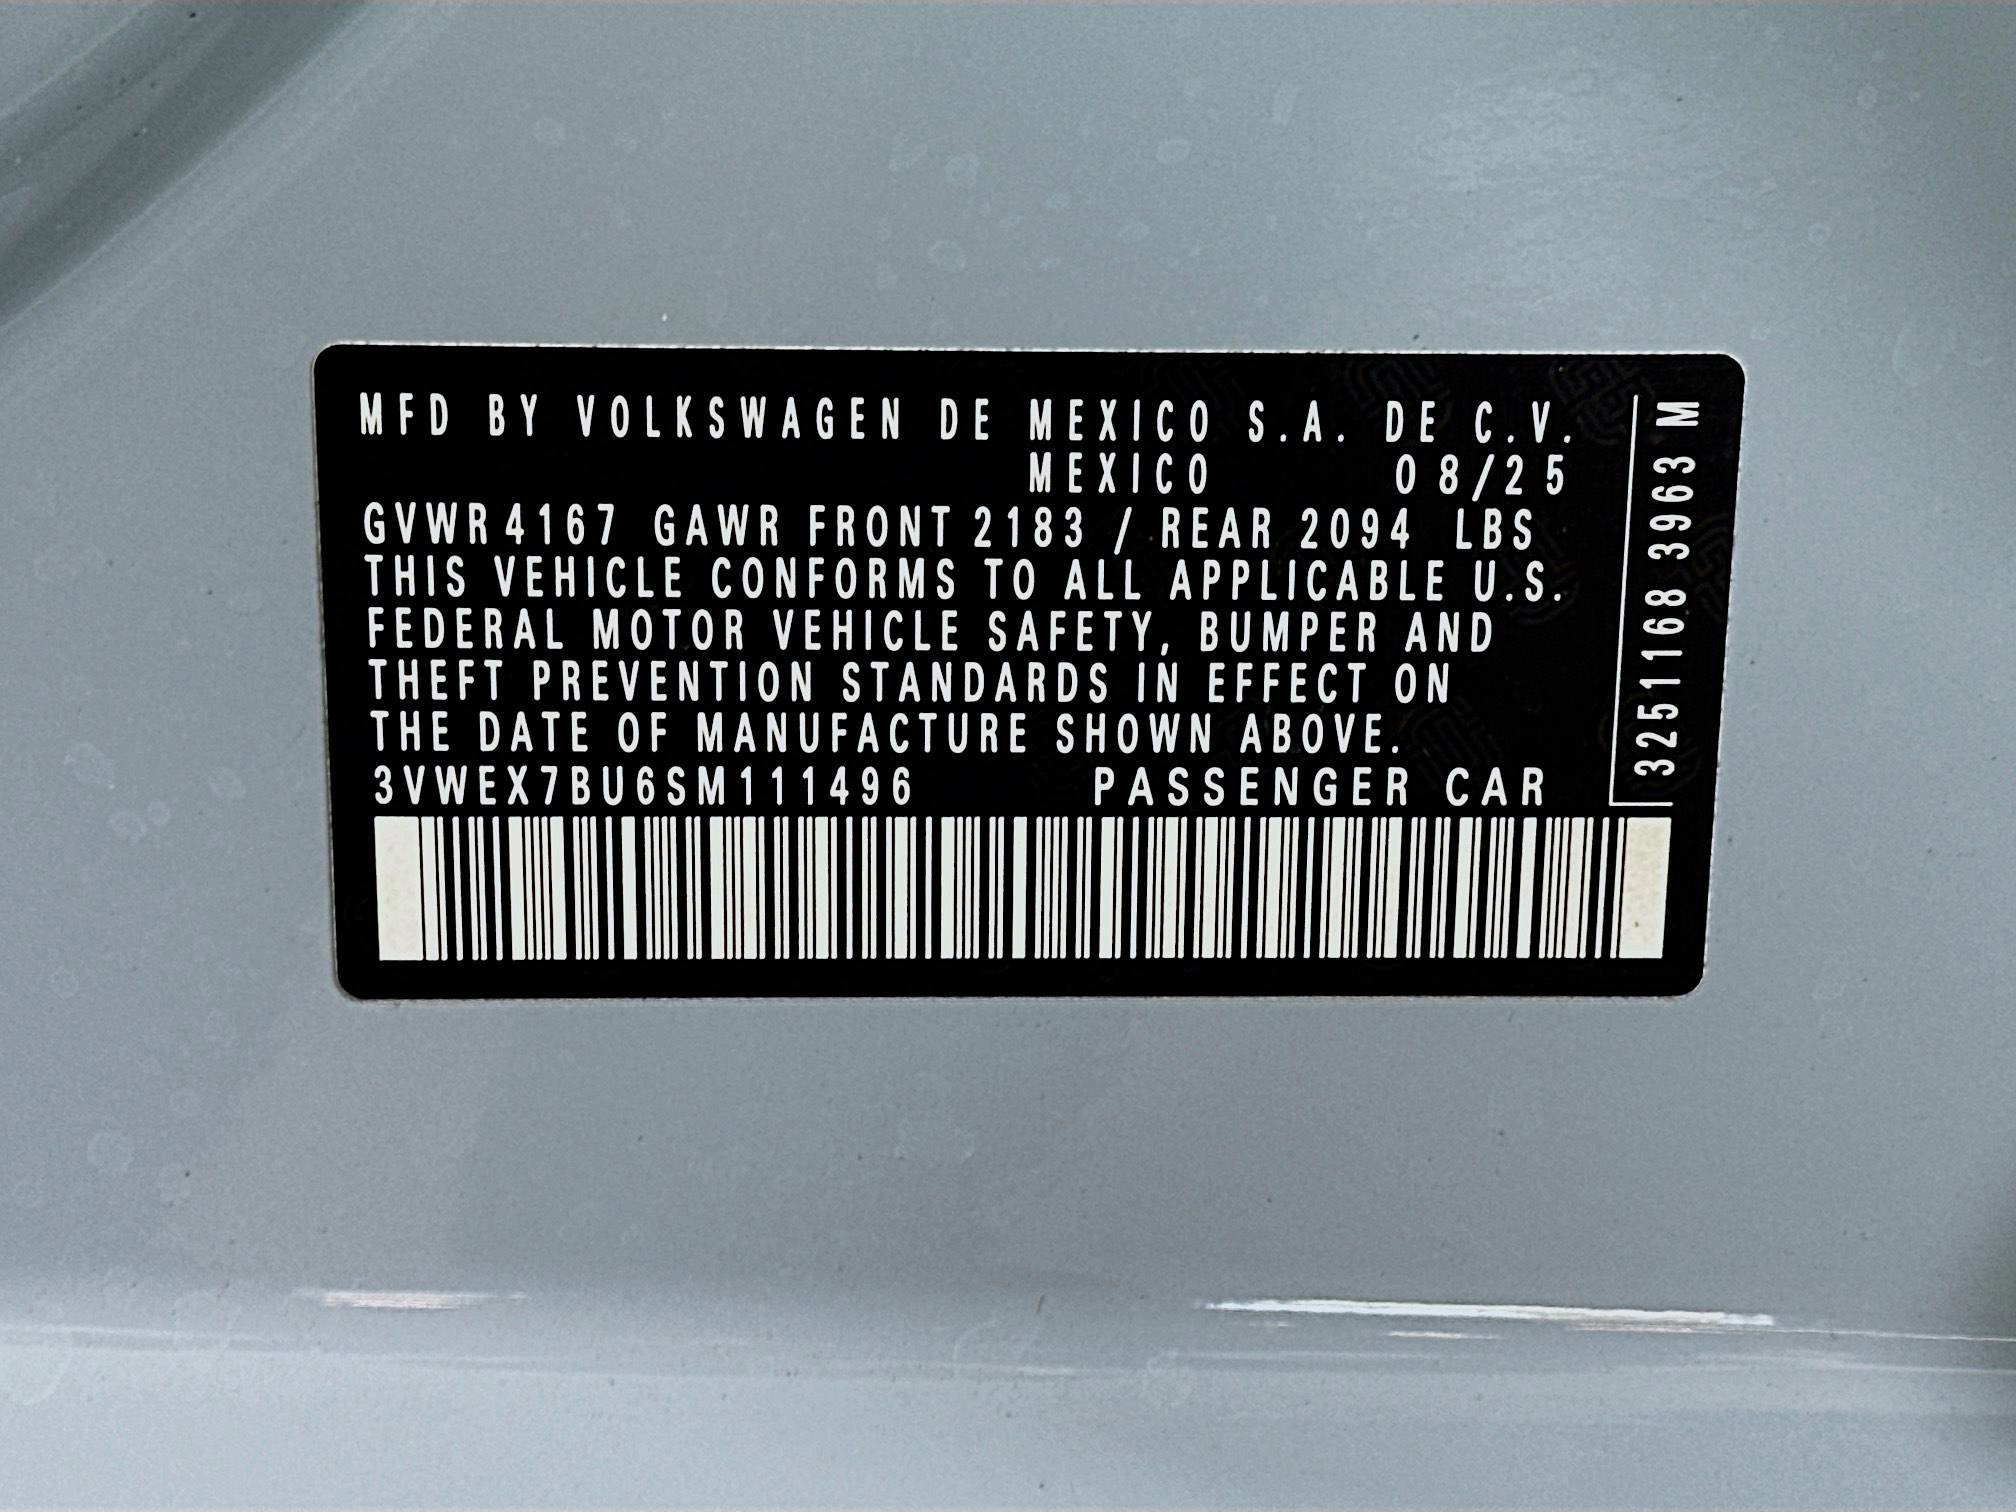 MFD BY VOLKSWAGEN DE MEXICO S.A. DE C.V.
MEXICO 08/25
GVWR 4167 GAWR FRONT 2183 / REAR 2094 LBS
THIS VEHICLE CONFORMS TO ALL APPLICABLE U.S.
FEDERAL MOTOR VEHICLE SAFETY, BUMPER AND
THEFT PREVENTION STANDARDS IN EFFECT ON
THE DATE OF MANUFACTURE SHOWN ABOVE.
3VWEX7BU6SM111496 PASSENGER CAR
3251168 3963 M